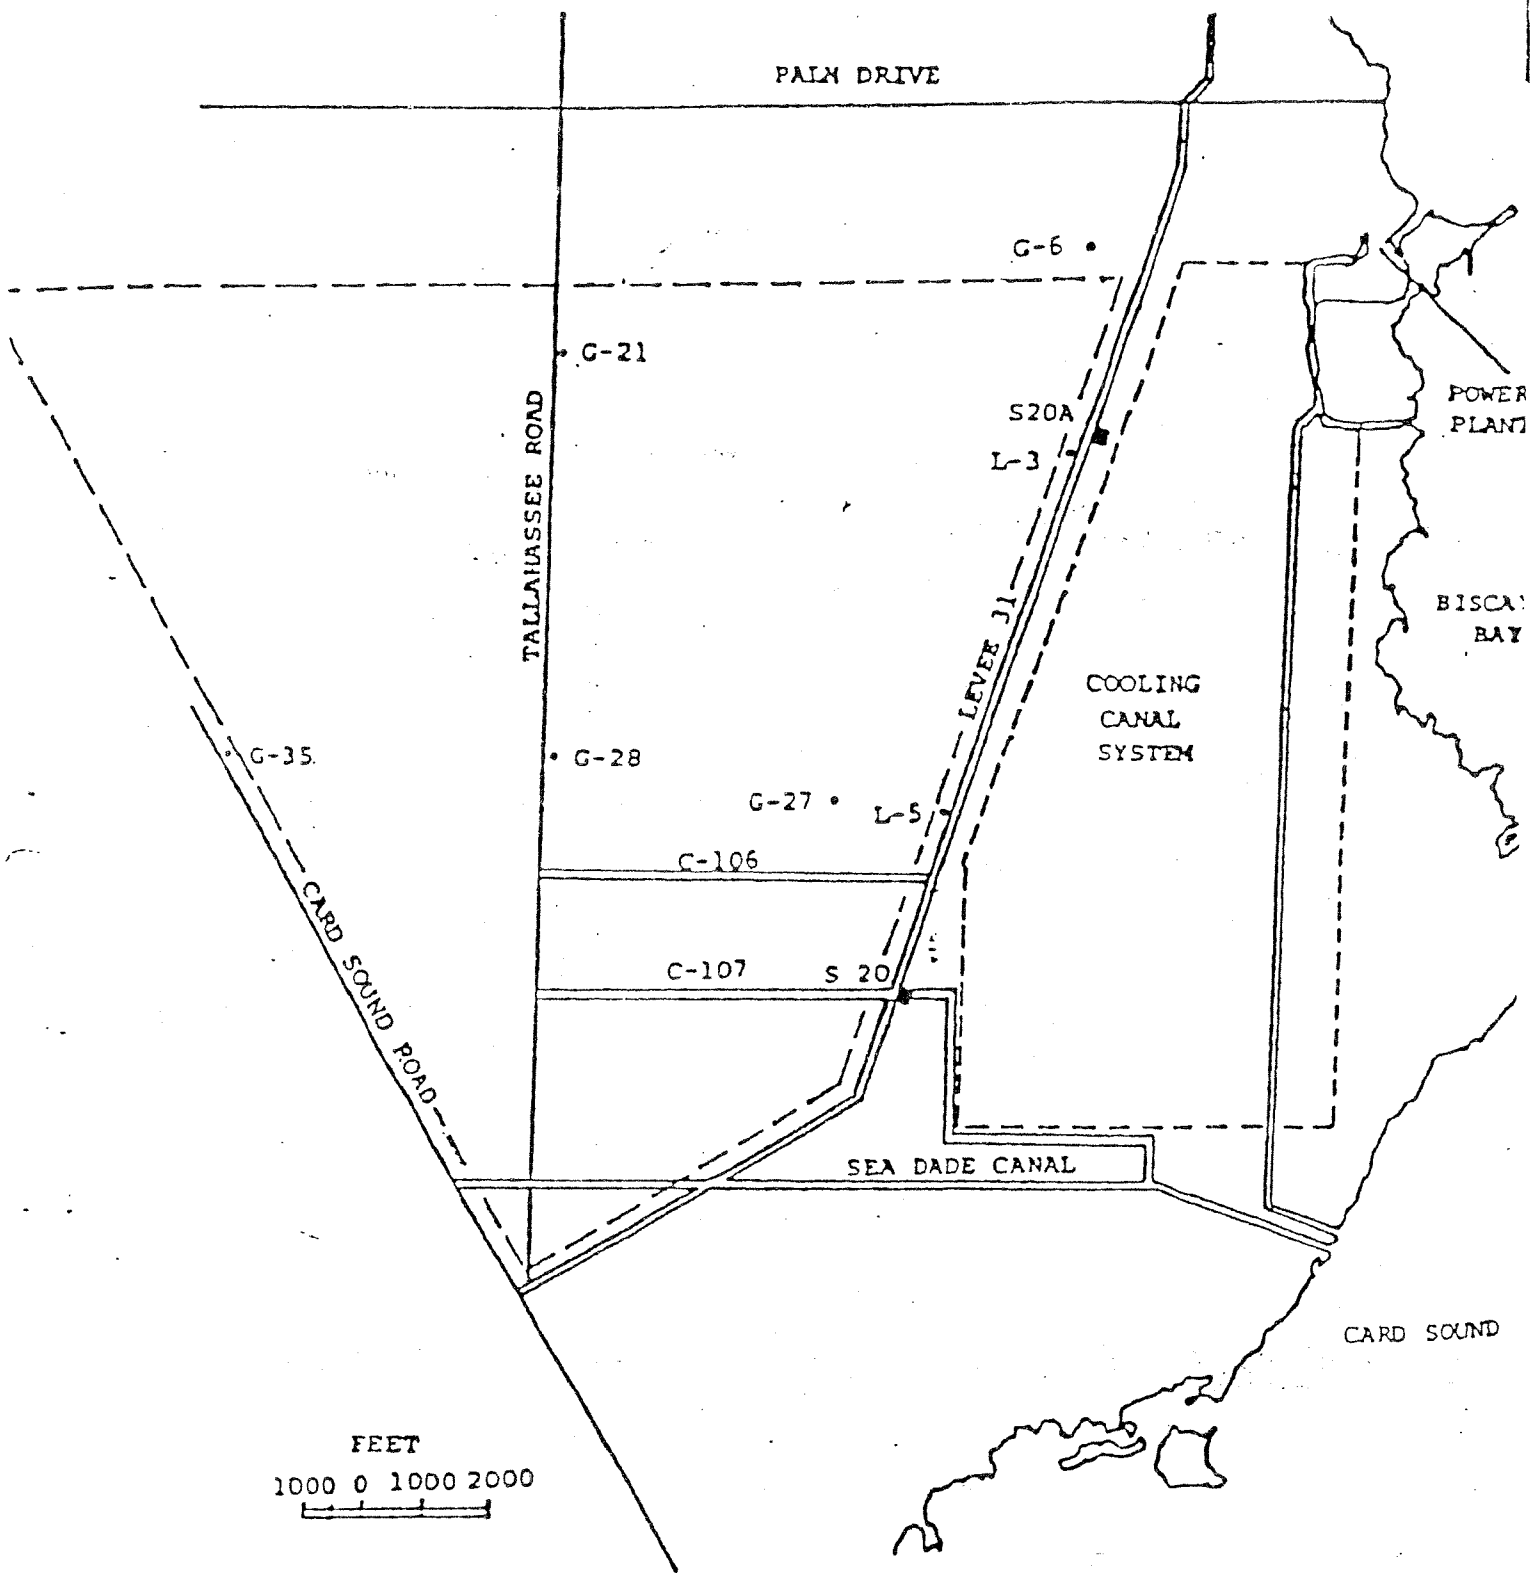 PALM DRIVE
G-6
G-21
TALLAHASSEE ROAD
S20A
L-3
POWER
PLANT
LEVEE 31
BISCAY
BAY
COOLING
CANAL
SYSTEM
G-35
G-28
G-27
L-5
C-106
CARD SOUND ROAD
C-107
S 20
SEA DADE CANAL
CARD SOUND
FEET
1000 0 1000 2000